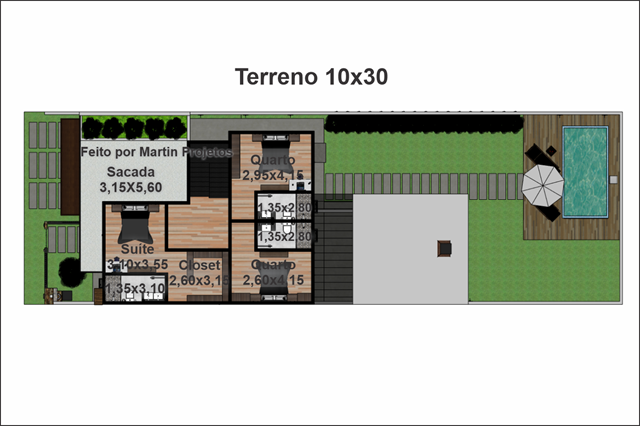 Terreno 10x30
Feito por Martin Projetos
Sacada
3,15X5,60
Quarto
2,95x4,15
1,35x2,80
1,35x2,80
Suite
3,10x3,55
Closet
2,60x3,15
Quarto
2,60x4,15
1,35x3,10